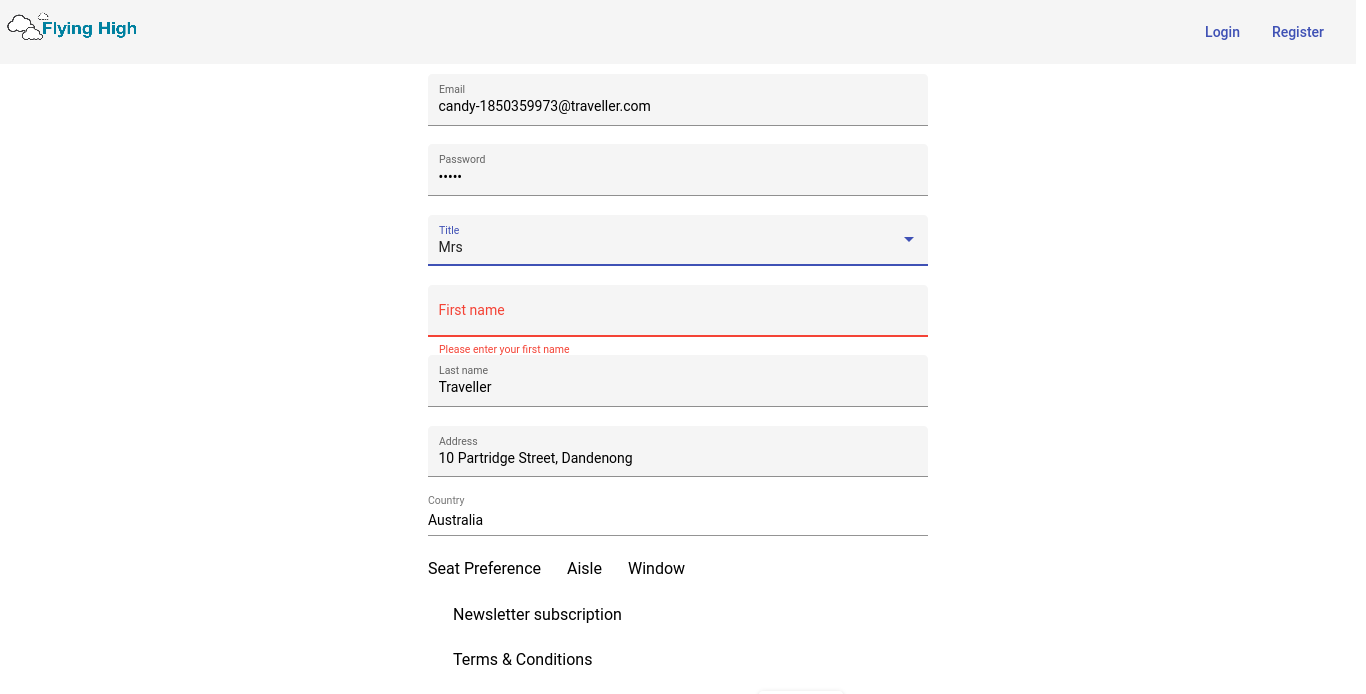 Flying High
Login Register
Email
candy-1850359973@traveller.com
Password
•••••
Title
Mrs
First name
Please enter your first name
Last name
Traveller
Address
10 Partridge Street, Dandenong
Country
Australia
Seat Preference Aisle Window
Newsletter subscription
Terms & Conditions